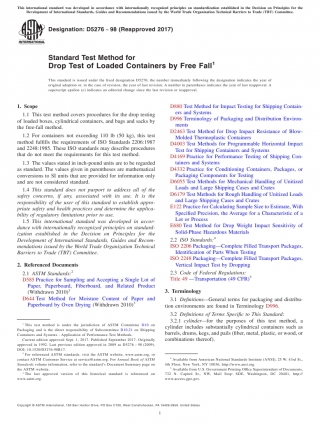 This international standard was developed in accordance with internationally recognized principles on standardization established in the Decision on Principles for the
Development of International Standards, Guides and Recommendations issued by the World Trade Organization Technical Barriers to Trade (TBT) Committee.
Designation: D5276 − 98 (Reapproved 2017)
Standard Test Method for
Drop Test of Loaded Containers by Free Fall1
This standard is issued under the fixed designation D5276; the number immediately following the designation indicates the year of
original adoption or, in the case of revision, the year of last revision. A number in parentheses indicates the year of last reapproval. A
superscript epsilon (ε) indicates an editorial change since the last revision or reapproval.
1. Scope
1.1 This test method covers procedures for the drop testing
of loaded boxes, cylindrical containers, and bags and sacks by
the free-fall method.
1.2 For containers not exceeding 110 lb (50 kg), this test
method fulfills the requirements of ISO Standards 2206:1987
and 2248:1985. These ISO standards may describe procedures
that do not meet the requirements for this test method.
1.3 The values stated in inch-pound units are to be regarded
as standard. The values given in parentheses are mathematical
conversions to SI units that are provided for information only
and are not considered standard.
1.4 This standard does not purport to address all of the
safety concerns, if any, associated with its use. It is the
responsibility of the user of this standard to establish appro-
priate safety and health practices and determine the applica-
bility of regulatory limitations prior to use.
1.5 This international standard was developed in accor-
dance with internationally recognized principles on standard-
ization established in the Decision on Principles for the
Development of International Standards, Guides and Recom-
mendations issued by the World Trade Organization Technical
Barriers to Trade (TBT) Committee.
2. Referenced Documents
2.1 ASTM Standards:2
D585 Practice for Sampling and Accepting a Single Lot of
Paper, Paperboard, Fiberboard, and Related Product
(Withdrawn 2010)3
D644 Test Method for Moisture Content of Paper and
Paperboard by Oven Drying (Withdrawn 2010)3
1 This test method is under the jurisdiction of ASTM Committee D10 on
Packaging and is the direct responsibility of Subcommittee D10.21 on Shipping
Containers and Systems - Application of Performance Test Methods.
Current edition approved Sept. 1, 2017. Published September 2017. Originally
approved in 1992. Last previous edition approved in 2009 as D5276 – 98 (2009).
DOI: 10.1520/D5276-98R17.
2 For referenced ASTM standards, visit the ASTM website, www.astm.org, or
contact ASTM Customer Service at service@astm.org. For Annual Book of ASTM
Standards volume information, refer to the standard's Document Summary page on
the ASTM website.
3 The last approved version of this historical standard is referenced on
www.astm.org.
D880 Test Method for Impact Testing for Shipping Contain-
ers and Systems
D996 Terminology of Packaging and Distribution Environ-
ments
D2463 Test Method for Drop Impact Resistance of Blow-
Molded Thermoplastic Containers
D4003 Test Methods for Programmable Horizontal Impact
Test for Shipping Containers and Systems
D4169 Practice for Performance Testing of Shipping Con-
tainers and Systems
D4332 Practice for Conditioning Containers, Packages, or
Packaging Components for Testing
D6055 Test Methods for Mechanical Handling of Unitized
Loads and Large Shipping Cases and Crates
D6179 Test Methods for Rough Handling of Unitized Loads
and Large Shipping Cases and Crates
E122 Practice for Calculating Sample Size to Estimate, With
Specified Precision, the Average for a Characteristic of a
Lot or Process
E680 Test Method for Drop Weight Impact Sensitivity of
Solid-Phase Hazardous Materials
2.2 ISO Standards:4
ISO 2206 Packaging—Complete Filled Transport Packages,
Identification of Parts When Testing
ISO 2248 Packaging—Complete Filled Transport Packages,
Vertical Impact Test by Dropping
2.3 Code of Federal Regulations:
Title 49 —Transportation (49 CFR)5
3. Terminology
3.1 Definitions—General terms for packaging and distribu-
tion environments are found in Terminology D996.
3.2 Definitions of Terms Specific to This Standard:
3.2.1 cylinder—for the purposes of this test method, a
cylinder includes substantially cylindrical containers such as
barrels, drums, kegs, and pails (fiber, metal, plastic, or wood, or
combinations thereof).
4 Available from American National Standards Institute (ANSI), 25 W. 43rd St.,
4th Floor, New York, NY 10036, http://www.ansi.org.
5 Available from U.S. Government Printing Office Superintendent of Documents,
732 N. Capitol St., NW, Mail Stop: SDE, Washington, DC 20401, http://
www.access.gpo.gov.
Copyright © ASTM International, 100 Barr Harbor Drive, PO Box C700, West Conshohocken, PA 19428-2959. United States
1